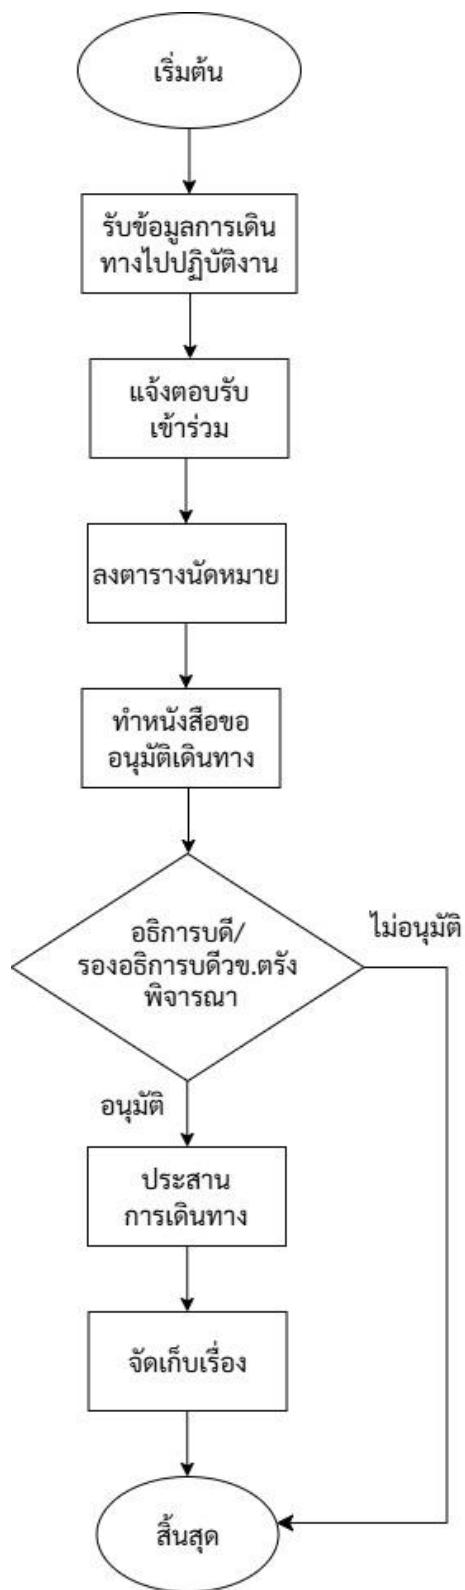 เริ่มต้น
รับข้อมูลการเดิน
ทางไปปฏิบัติงาน
แจ้งตอบรับ
เข้าร่วม
ลงตารางนัดหมาย
ทำหนังสือขอ
อนุมัติเดินทาง
อธิการบดี/
รองอธิการบดีวข.ตรัง
พิจารณา
ไม่อนุมัติ
อนุมัติ
ประสาน
การเดินทาง
จัดเก็บเรื่อง
สิ้นสุด